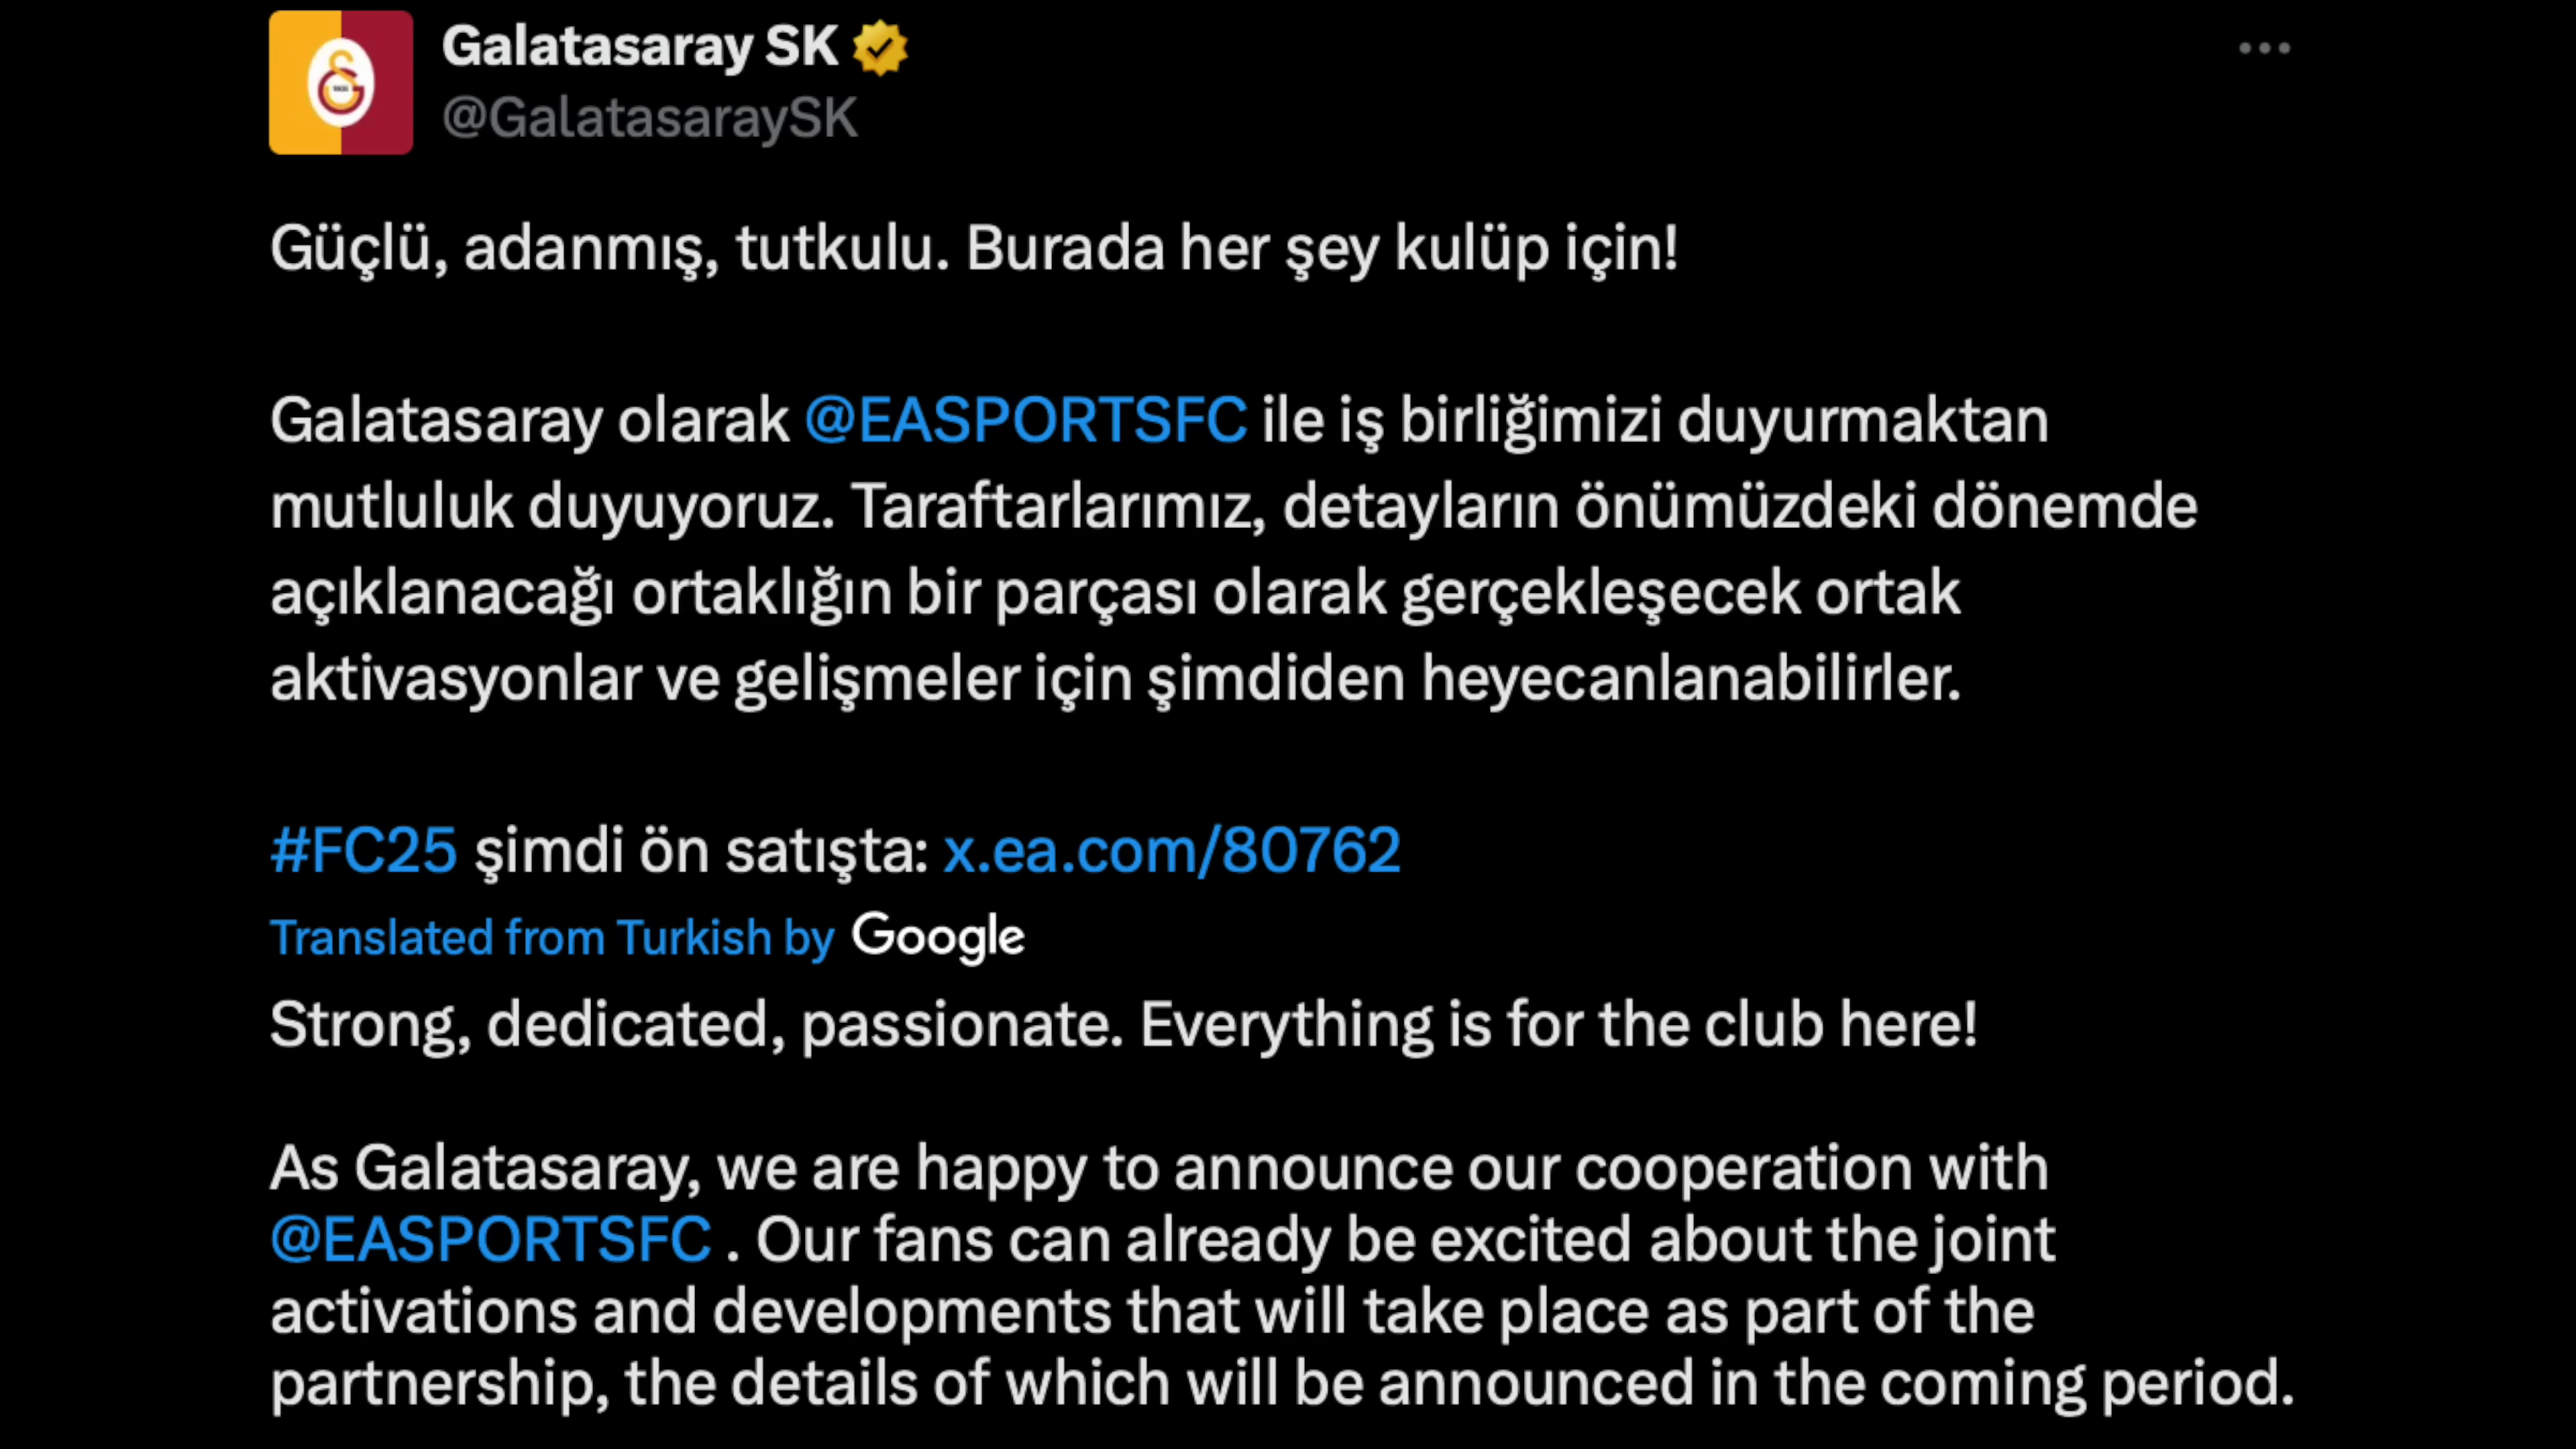 Galatasaray SK
@GalatasaraySK
Güçlü, adanmış, tutkulu. Burada her şey kulüp için!
Galatasaray olarak @EASPORTSFC ile iş birliğimizi duyurmaktan
mutluluk duyuyoruz. Taraftarlarımız, detayların önümüzdeki dönemde
açıklanacağı ortaklığın bir parçası olarak gerçekleşecek ortak
aktivasyonlar ve gelişmeler için şimdiden heyecanlanabilirler.
#FC25 şimdi ön satışta: x.ea.com/80762
Translated from Turkish by Google
Strong, dedicated, passionate. Everything is for the club here!
As Galatasaray, we are happy to announce our cooperation with
@EASPORTSFC . Our fans can already be excited about the joint
activations and developments that will take place as part of the
partnership, the details of which will be announced in the coming period.